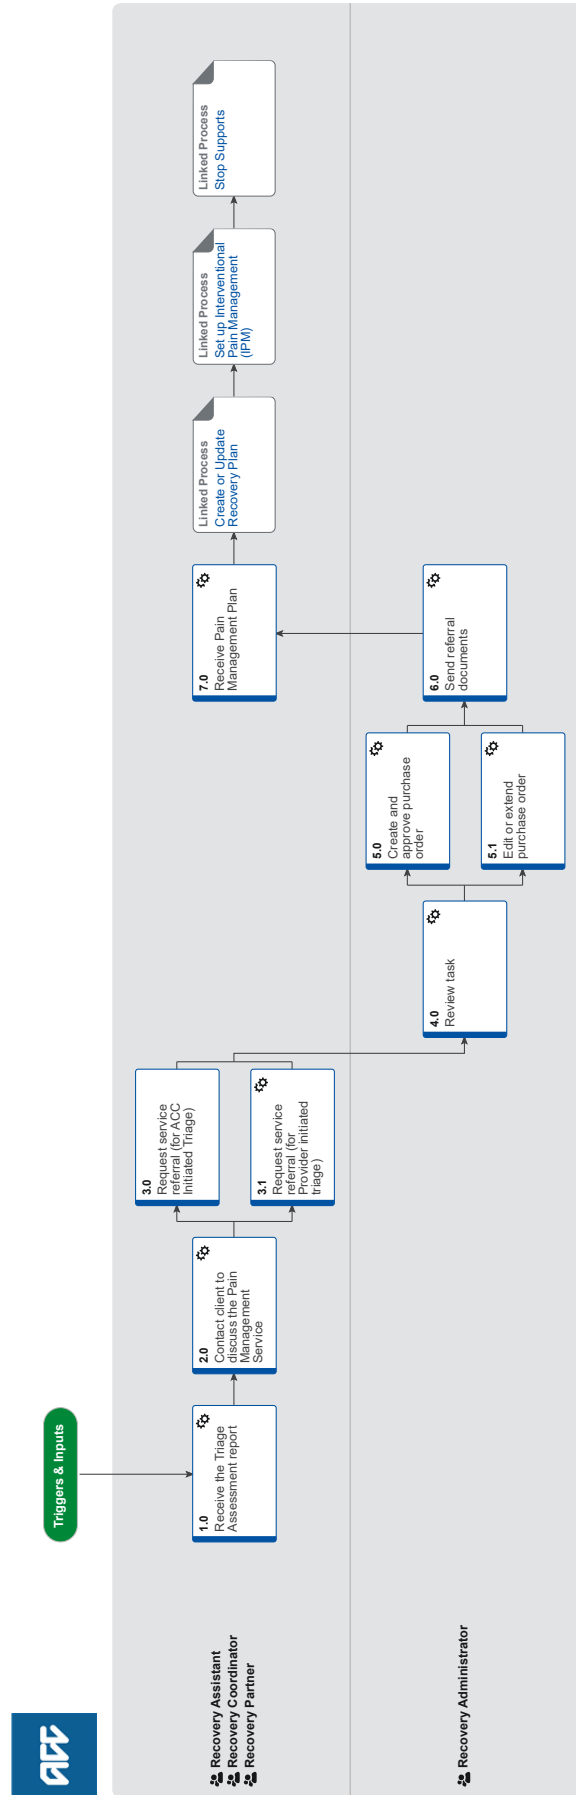 ACC
Triggers & Inputs
Recovery Assistant
Recovery Coordinator
Recovery Partner
1.0
Receive the Triage
Assessment report
2.0
Contact client to
discuss the Pain
Management
Service
3.0
Request service
referral (for ACC
Initiated Triage)
3.1
Request service
referral (for
Provider initiated
triage)
7.0
Receive Pain
Management Plan
Linked Process
Create or Update
Recovery Plan
Linked Process
Set up Interventional
Pain Management
(IPM)
Linked Process
Stop Supports
Recovery Administrator
4.0
Review task
5.0
Create and
approve purchase
order
5.1
Edit or extend
purchase order
6.0
Send referral
documents